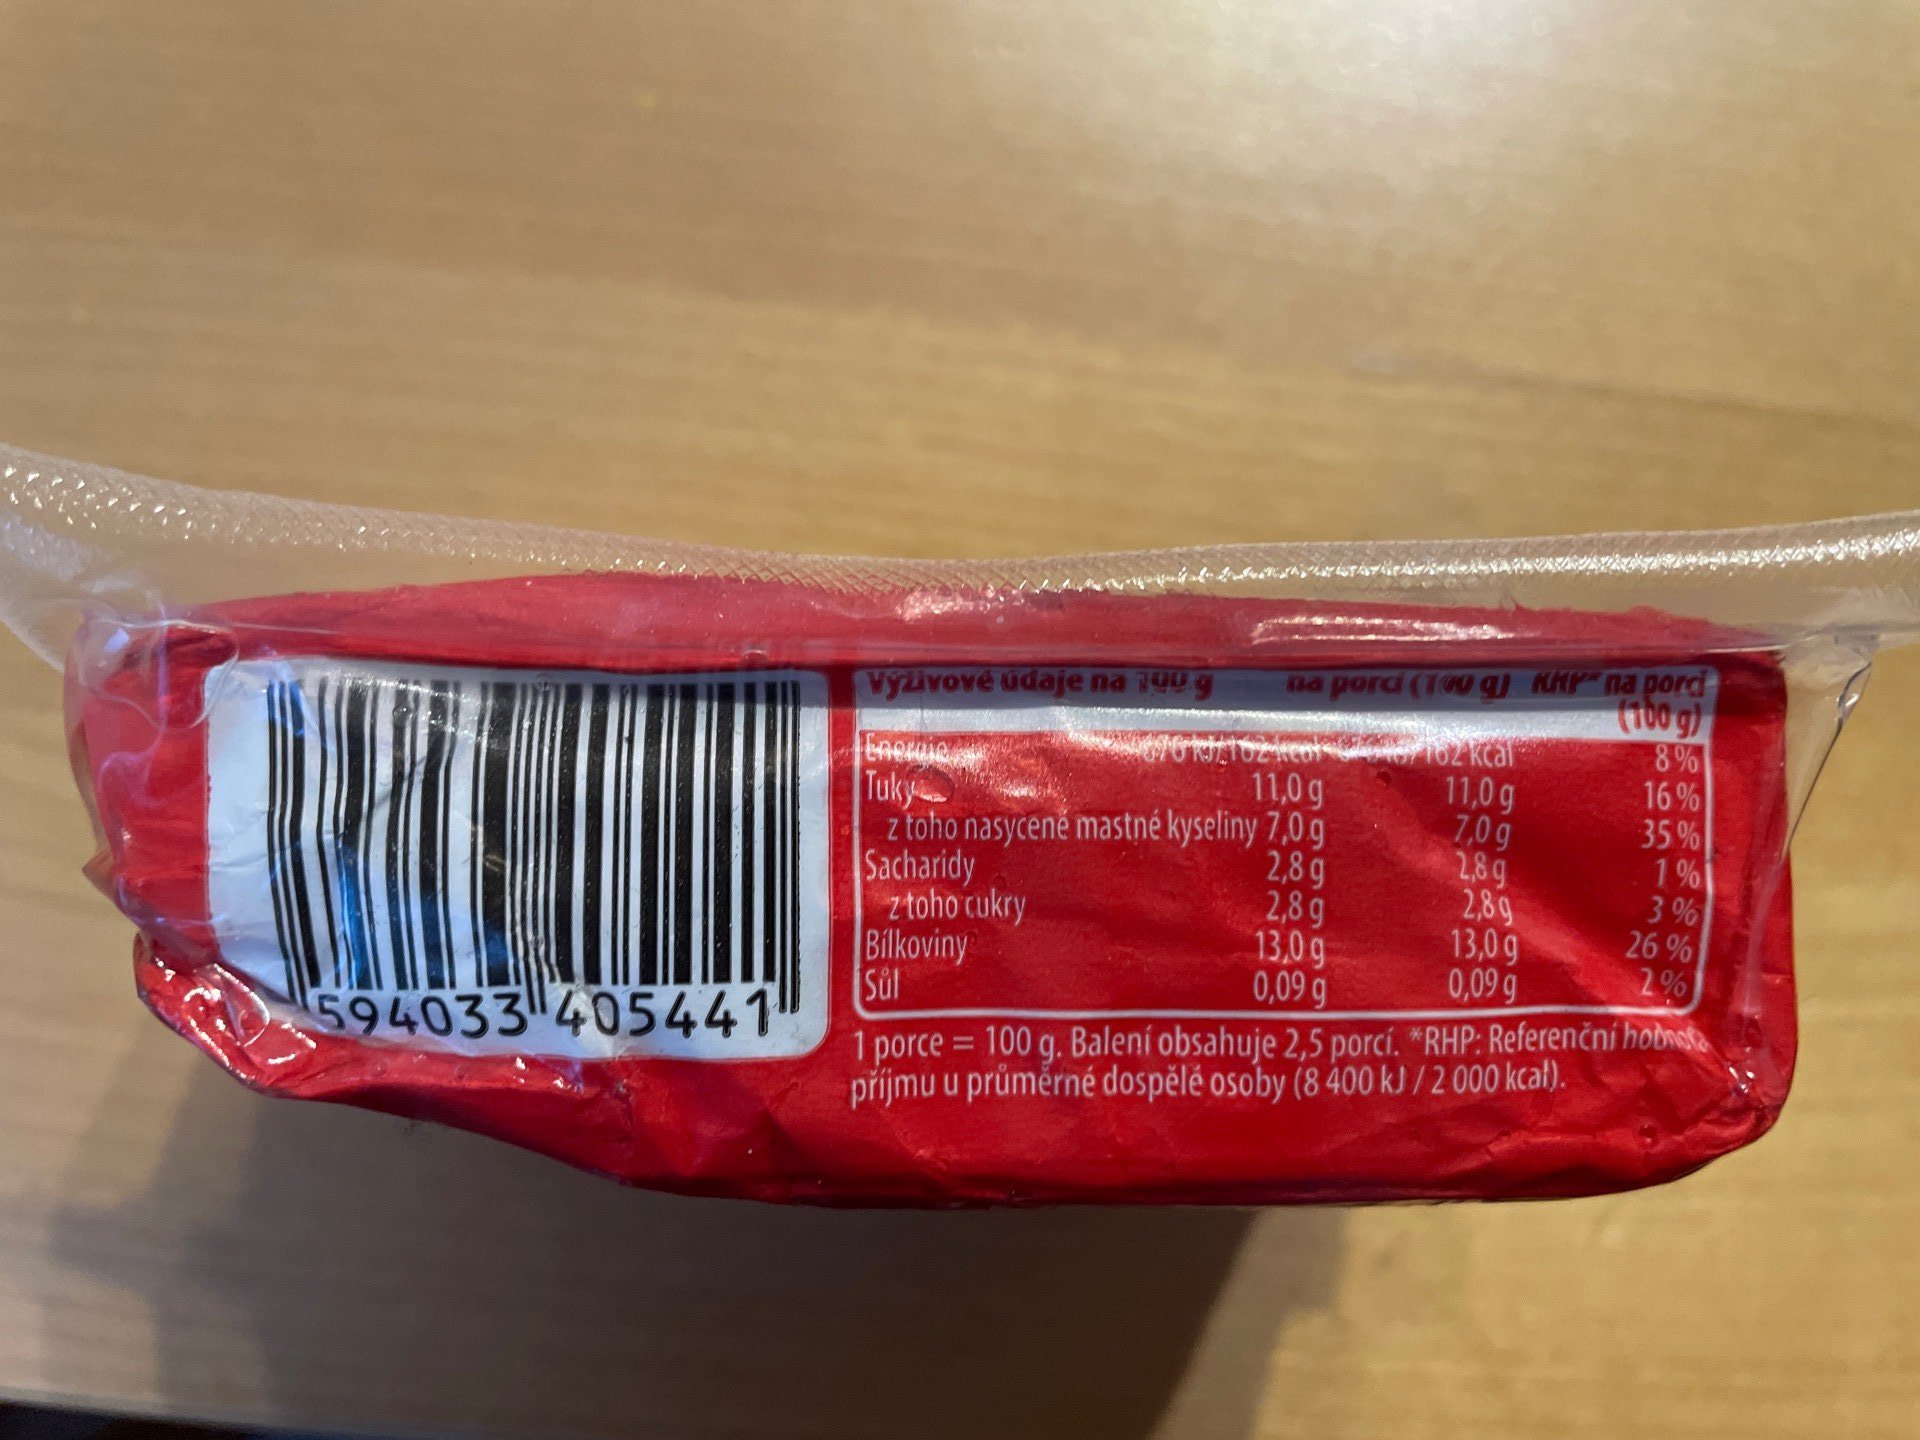 594033 405441
Výživové údaje na 100 g na porci (100 g) RHP* na porci
(100 g)
Energie 676 kJ/162 kcal 162 kcal 8 %
Tuky 11,0 g 11,0 g 16 %
z toho nasycené mastné kyseliny 7,0 g 7,0 g 35 %
Sacharidy 2,8 g 2,8 g 1 %
z toho cukry 2,8 g 2,8 g 3 %
Bílkoviny 13,0 g 13,0 g 26 %
Sůl 0,09 g 0,09 g 2 %
1 porce = 100 g. Balení obsahuje 2,5 porcí. *RHP: Referenční hodnota
příjmu u průměrné dospělé osoby (8 400 kJ / 2 000 kcal).